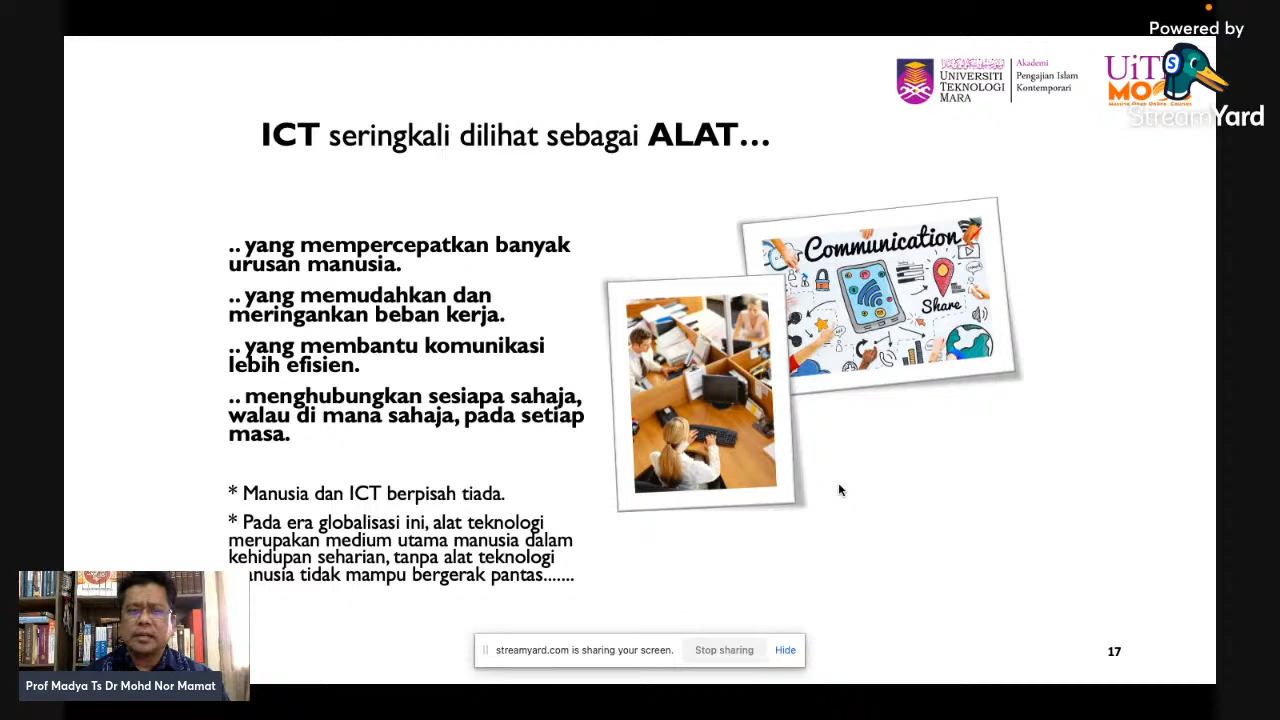 Powered by
StreamYard
UNIVERSITI
TEKNOLOGI
MARA
Akademi
Pengajian Islam
Kontemporari
ICT seringkali dilihat sebagai ALAT...
.. yang mempercepatkan banyak
urusan manusia.
.. yang memudahkan dan
meringankan beban kerja.
.. yang membantu komunikasi
lebih efisien.
.. menghubungkan sesiapa sahaja,
walau di mana sahaja, pada setiap
masa.
Communication
Share
* Manusia dan ICT berpisah tiada.
* Pada era globalisasi ini, alat teknologi
merupakan medium utama manusia dalam
kehidupan seharian, tanpa alat teknologi
anusia tidak mampu bergerak pantas.......
Prof Madya Ts Dr Mohd Nor Mamat
streamyard.com is sharing your screen.
Stop sharing
Hide
17